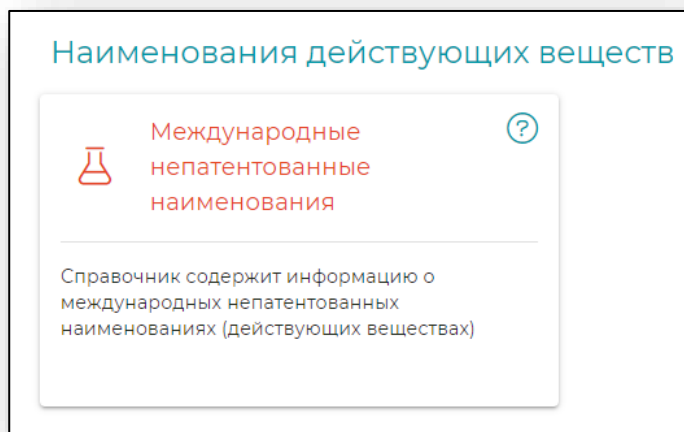 Наименования действующих веществ
Международные
непатентованные
наименования
?
Справочник содержит информацию о
международных непатентованных
наименованиях (действующих веществах)